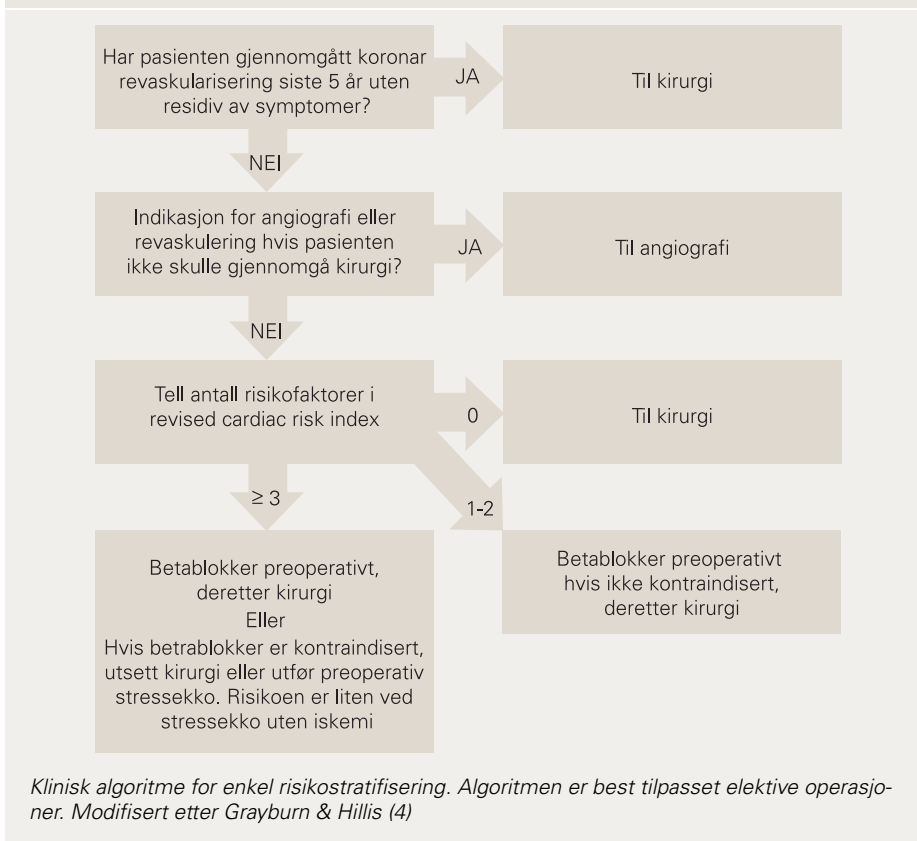 Har pasienten gjennomgått koronar
revaskularisering siste 5 år uten
residiv av symptomer?
JA
Til kirurgi
NEI
Indikasjon for angiografi eller
revaskulering hvis pasienten
ikke skulle gjennomgå kirurgi?
JA
Til angiografi
NEI
Tell antall risikofaktorer i
revised cardiac risk index
0
Til kirurgi
≥ 3
1-2
Betablokker preoperativt,
deretter kirurgi
Eller
Hvis betrablokker er kontraindisert,
utsett kirurgi eller utfør preoperativ
stressekko. Risikoen er liten ved
stressekko uten iskemi
Betablokker preoperativt
hvis ikke kontraindisert,
deretter kirurgi
Klinisk algoritme for enkel risikostratifisering. Algoritmen er best tilpasset elektive operasjo-
ner. Modifisert etter Grayburn & Hillis (4)